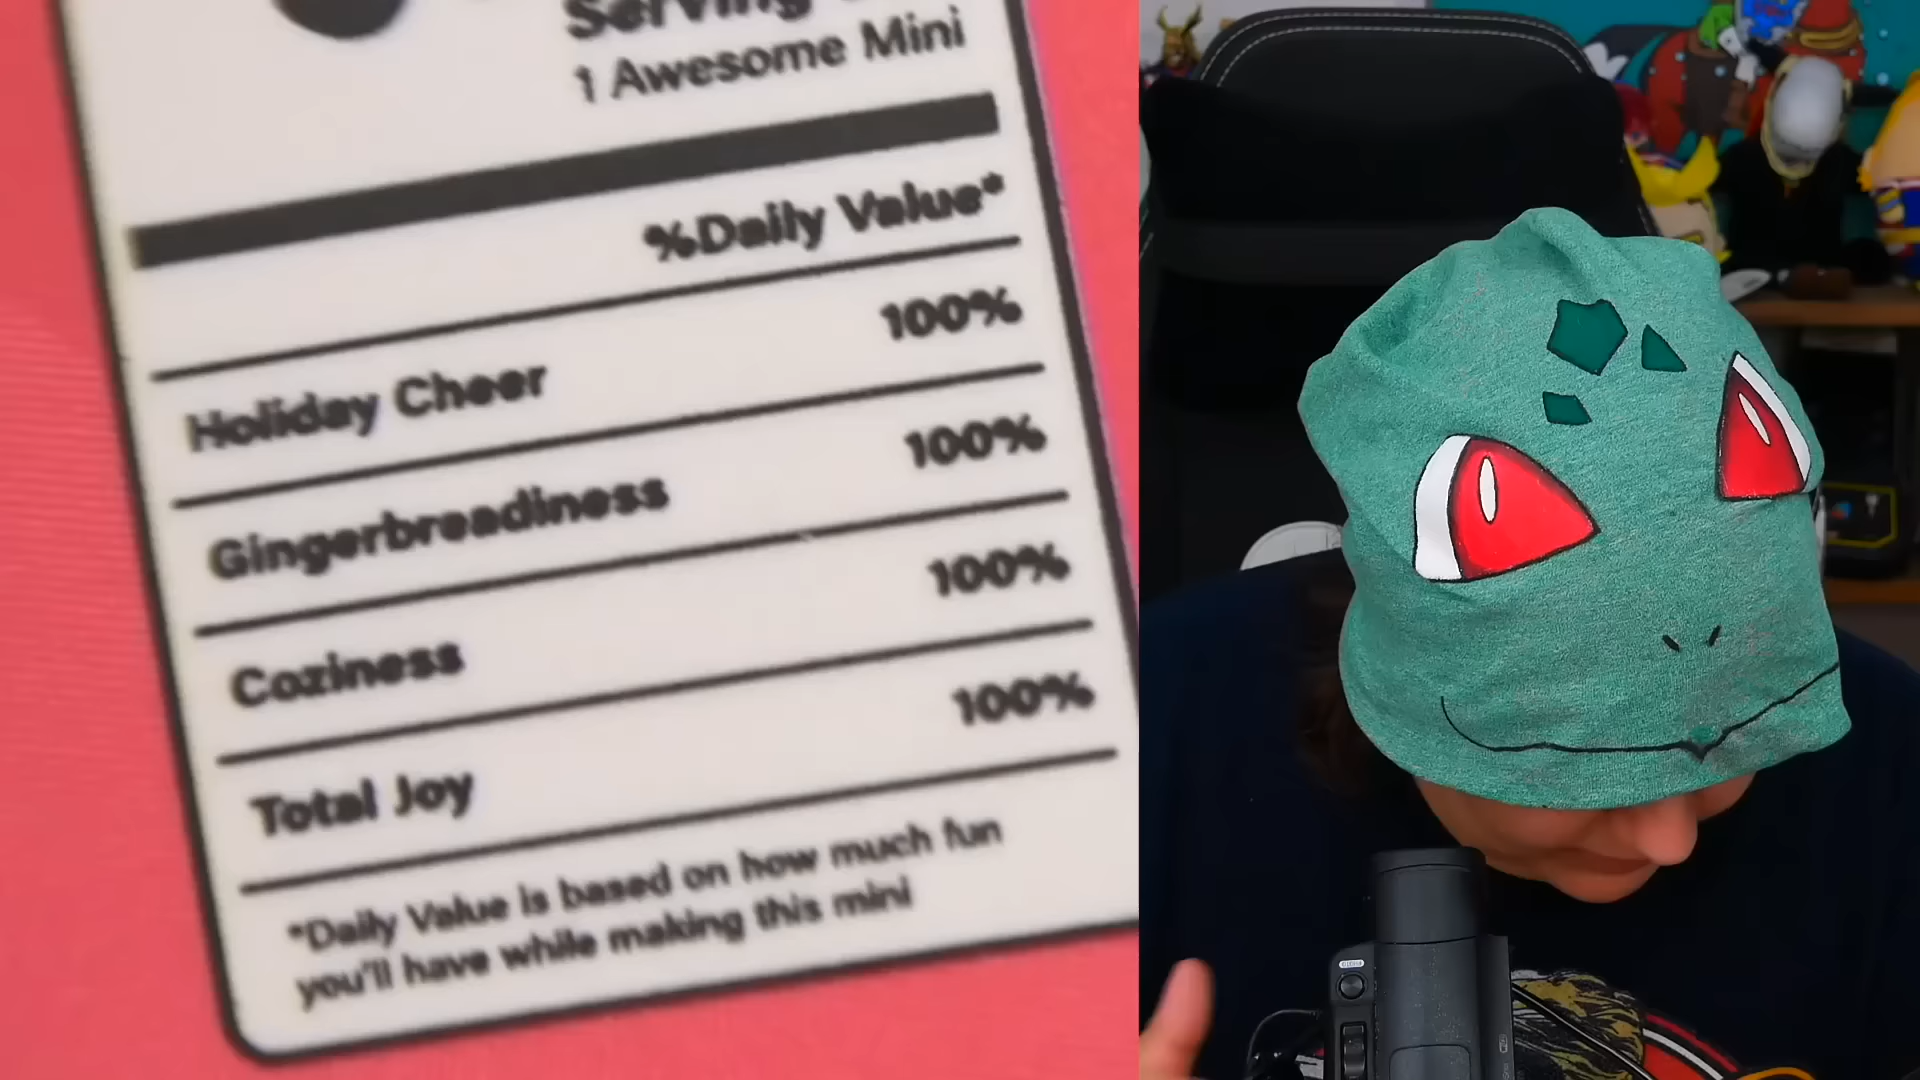 Serving
1 Awesome Mini
%Daily Value*
Holiday Cheer 100%
Gingerbreadiness 100%
Coziness 100%
Total Joy 100%
*Daily Value is based on how much fun
you'll have while making this mini